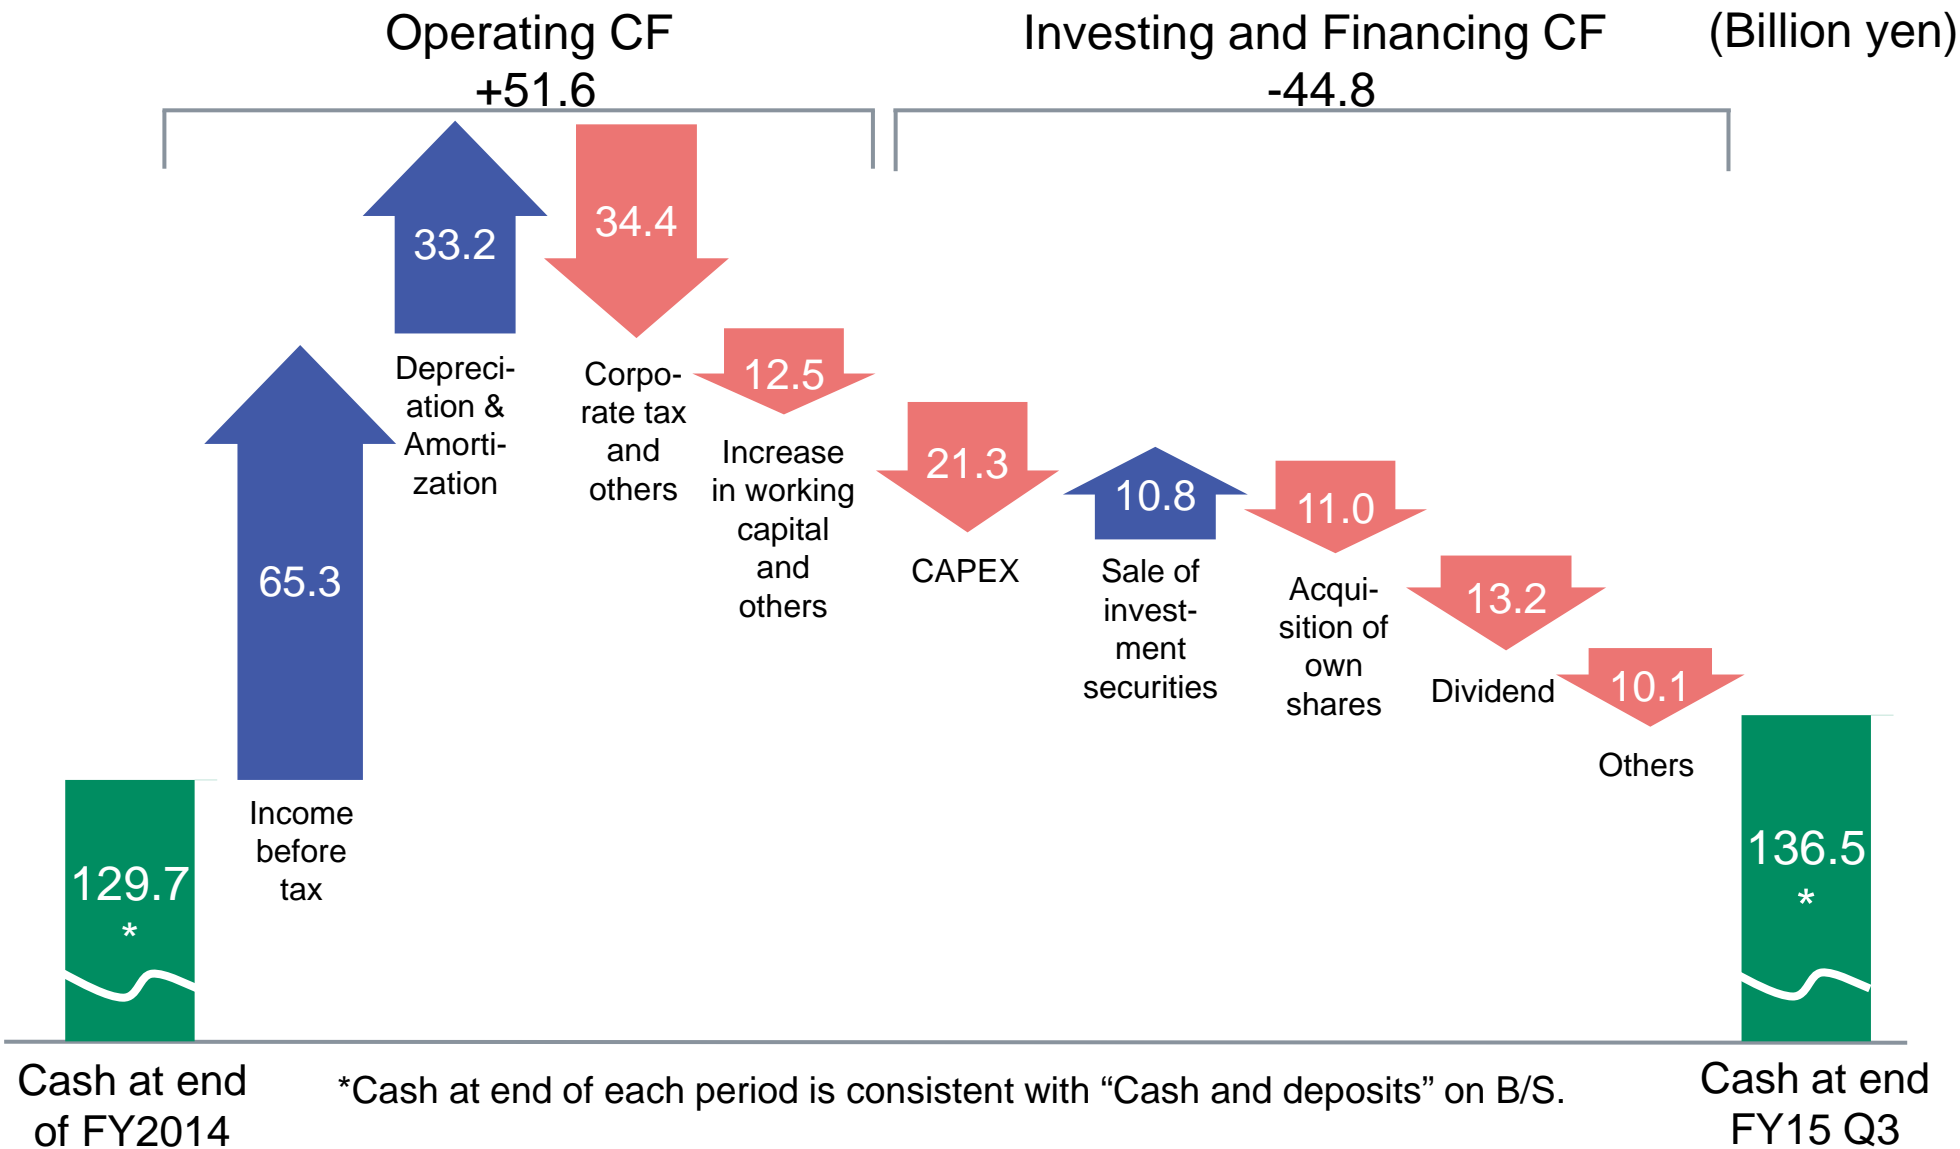 Operating CF
+51.6
Investing and Financing CF
-44.8
(Billion yen)
33.2
Depreci-
ation &
Amorti-
zation
34.4
Corpo-
rate tax
and
others
12.5
Increase
in working
capital
and
others
65.3
Income
before
tax
21.3
CAPEX
10.8
Sale of
invest-
ment
securities
11.0
Acqui-
sition of
own
shares
13.2
Dividend
10.1
Others
129.7
*
136.5
*
Cash at end
of FY2014
*Cash at end of each period is consistent with “Cash and deposits” on B/S.
Cash at end
FY15 Q3